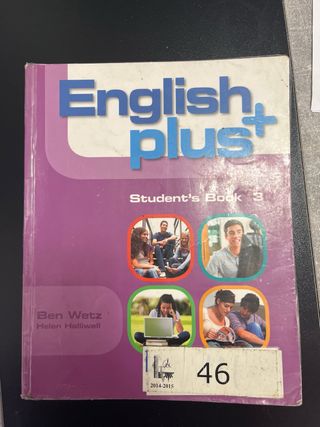 English
plus+
Student's Book 3
Ben Wetz
Helen Halliwell
46
2014-2015